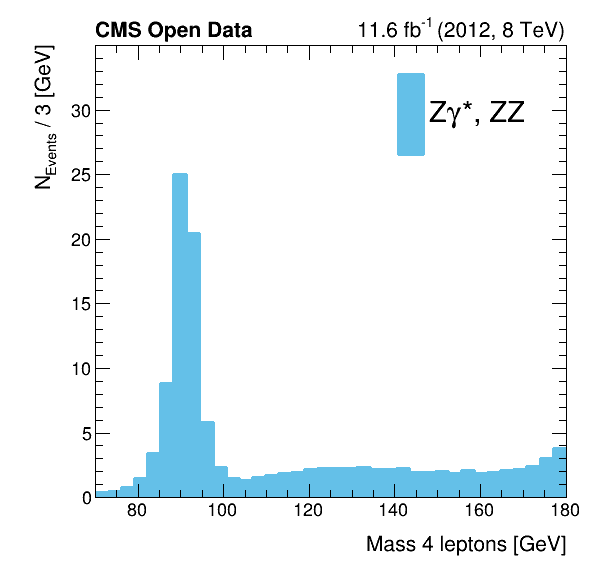 CMS Open Data 11.6 fb⁻¹ (2012, 8 TeV)
N_Events / 3 [GeV]
Zγ*, ZZ
30
25
20
15
10
5
0
80 100 120 140 160 180
Mass 4 leptons [GeV]